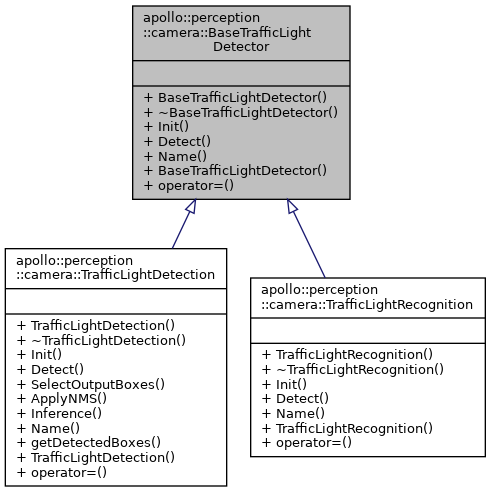 apollo::perception
::camera::BaseTrafficLight
Detector
+ BaseTrafficLightDetector()
+ ~BaseTrafficLightDetector()
+ Init()
+ Detect()
+ Name()
+ BaseTrafficLightDetector()
+ operator=()
apollo::perception
::camera::TrafficLightDetection
+ TrafficLightDetection()
+ ~TrafficLightDetection()
+ Init()
+ Detect()
+ SelectOutputBoxes()
+ ApplyNMS()
+ Inference()
+ Name()
+ getDetectedBoxes()
+ TrafficLightDetection()
+ operator=()
apollo::perception
::camera::TrafficLightRecognition
+ TrafficLightRecognition()
+ ~TrafficLightRecognition()
+ Init()
+ Detect()
+ Name()
+ TrafficLightRecognition()
+ operator=()